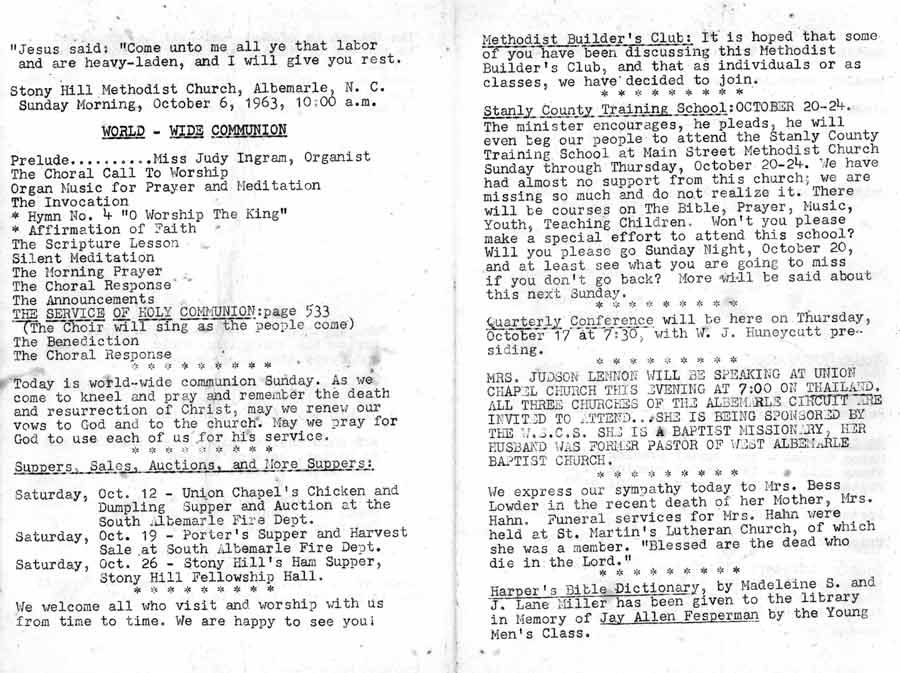 "Jesus said: "Come unto me all ye that labor
and are heavy-laden, and I will give you rest.
Stony Hill Methodist Church, Albemarle, N. C.
Sunday Morning, October 6, 1963, 10:00 a.m.
WORLD - WIDE COMMUNION
Prelude..........Miss Judy Ingram, Organist
The Choral Call To Worship
Organ Music for Prayer and Meditation
The Invocation
* Hymn No. 4 "O Worship The King"
* Affirmation of Faith
The Scripture Lesson
Silent Meditation
The Morning Prayer
The Choral Response
The Announcements
THE SERVICE OF HOLY COMMUNION:page 533
(The Choir will sing as the people come)
The Benediction
The Choral Response
* * * * * * * * *
Today is world-wide communion Sunday. As we
come to kneel and pray and remember the death
and resurrection of Christ, may we renew our
vows to God and to the church. May we pray for
God to use each of us for his service.
* * * * * * * * *
Suppers, Sales, Auctions, and More Suppers:
Saturday, Oct. 12 - Union Chapel's Chicken and
Dumpling Supper and Auction at the
South Albemarle Fire Dept.
Saturday, Oct. 19 - Porter's Supper and Harvest
Sale at South Albemarle Fire Dept.
Saturday, Oct. 26 - Stony Hill's Ham Supper,
Stony Hill Fellowship Hall.
* * * * * * * * *
We welcome all who visit and worship with us
from time to time. We are happy to see you!
Methodist Builder's Club: It is hoped that some
of you have been discussing this Methodist
Builder's Club, and that as individuals or as
classes, we have decided to join.
* * * * * * * * *
Stanly County Training School:OCTOBER 20-24.
The minister encourages, he pleads, he will
even beg our people to attend the Stanly County
Training School at Main Street Methodist Church
Sunday through Thursday, October 20-24. We have
had almost no support from this church; we are
missing so much and do not realize it. There
will be courses on The Bible, Prayer, Music,
Youth, Teaching Children. Won't you please
make a special effort to attend this school?
Will you please go Sunday Night, October 20,
and at least see what you are going to miss
if you don't go back? More will be said about
this next Sunday.
* * * * * * * * *
Quarterly Conference will be here on Thursday,
October 17 at 7:30, with W. J. Huneycutt pre-
siding.
* * * * * * * * *
MRS. JUDSON LENNON WILL BE SPEAKING AT UNION
CHAPEL CHURCH THIS EVENING AT 7:00 ON THAILAND.
ALL THREE CHURCHES OF THE ALBEMARLE CIRCUIT ARE
INVITED TO ATTEND...SHE IS BEING SPONSORED BY
THE W.S.C.S. SHE IS A BAPTIST MISSIONARY, HER
HUSBAND WAS FORMER PASTOR OF WEST ALBEMARLE
BAPTIST CHURCH.
* * * * * * * * *
We express our sympathy today to Mrs. Bess
Lowder in the recent death of her Mother, Mrs.
Hahn. Funeral services for Mrs. Hahn were
held at St. Martin's Lutheran Church, of which
she was a member. "Blessed are the dead who
die in the Lord."
* * * * * * * * *
Harper's Bible Dictionary, by Madeleine S. and
J. Lane Miller has been given to the library
in Memory of Jay Allen Fesperman by the Young
Men's Class.